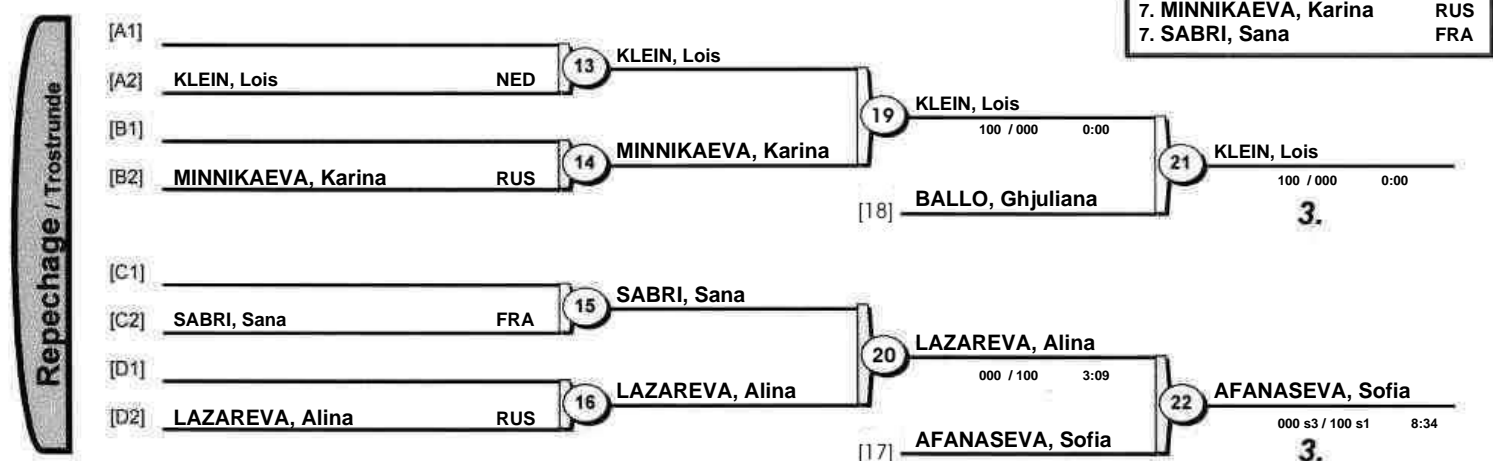 7. MINNIKAEVA, Karina RUS
7. SABRI, Sana FRA
Repechage / Trostrunde
[A1]
[A2] KLEIN, Lois NED
13 KLEIN, Lois
[B1]
[B2] MINNIKAEVA, Karina RUS
14 MINNIKAEVA, Karina
19 KLEIN, Lois
100 / 000 0:00
[18] BALLO, Ghjuliana
21 KLEIN, Lois
100 / 000 0:00
3.
[C1]
[C2] SABRI, Sana FRA
15 SABRI, Sana
[D1]
[D2] LAZAREVA, Alina RUS
16 LAZAREVA, Alina
20 LAZAREVA, Alina
000 / 100 3:09
[17] AFANASEVA, Sofia
22 AFANASEVA, Sofia
000 s3 / 100 s1 8:34
3.